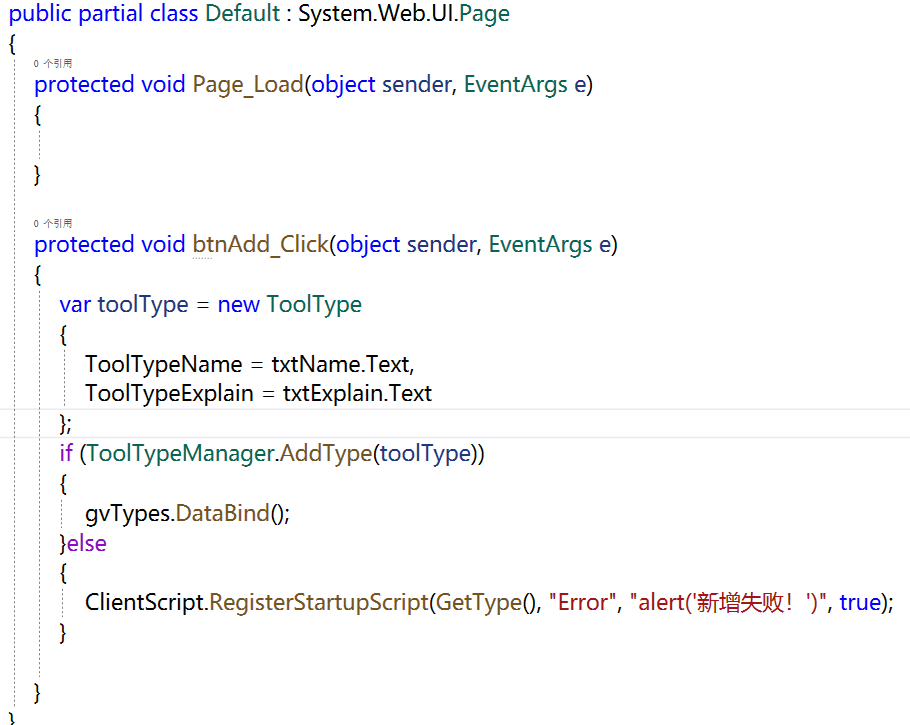 public partial class Default : System.Web.UI.Page
{
0 个引用
protected void Page_Load(object sender, EventArgs e)
{
}
0 个引用
protected void btnAdd_Click(object sender, EventArgs e)
{
var toolType = new ToolType
{
ToolTypeName = txtName.Text,
ToolTypeExplain = txtExplain.Text
};
if (ToolTypeManager.AddType(toolType))
{
gvTypes.DataBind();
}else
{
ClientScript.RegisterStartupScript(GetType(), "Error", "alert('新增失败！')", true);
}
}
}